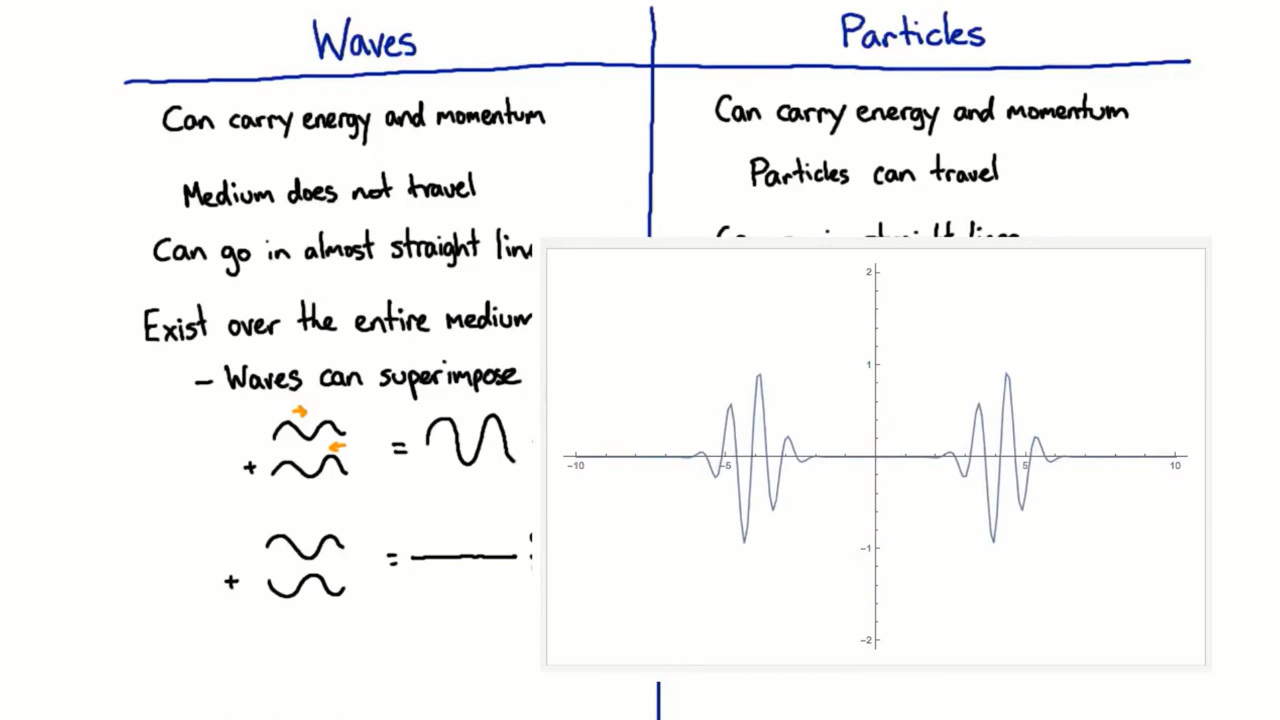 Waves
Particles
Can carry energy and momentum
Can carry energy and momentum
Medium does not travel
Particles can travel
Can go in almost straight
Exist over the entire medium
- Waves can superimpose
+ =
+ =
2
1
-10 -5 5 10
-1
-2